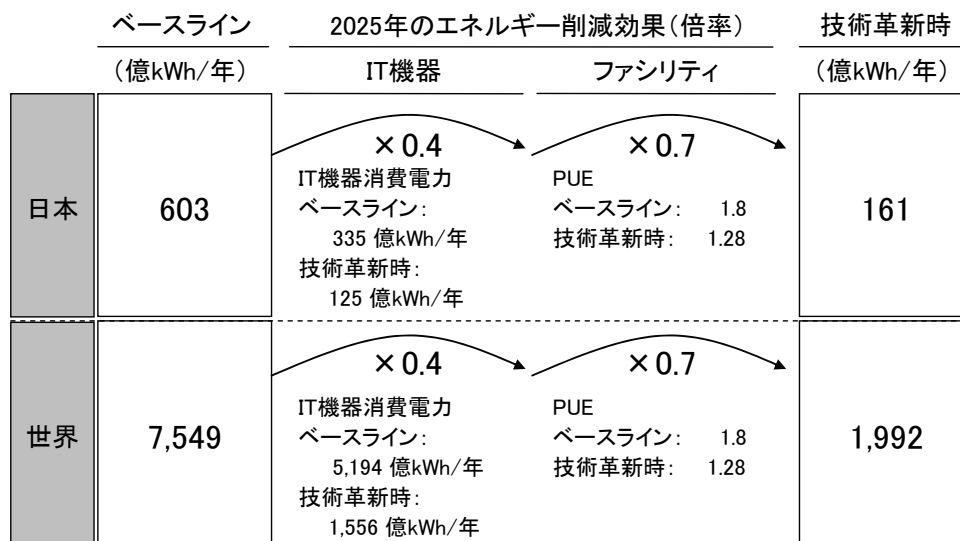 ベースライン 2025年のエネルギー削減効果(倍率) 技術革新時
(億kWh/年) IT機器 ファシリティ (億kWh/年)
日本
603
×0.4
IT機器消費電力
ベースライン:
335 億kWh/年
技術革新時:
125 億kWh/年
×0.7
PUE
ベースライン: 1.8
技術革新時: 1.28
161
世界
7,549
×0.4
IT機器消費電力
ベースライン:
5,194 億kWh/年
技術革新時:
1,556 億kWh/年
×0.7
PUE
ベースライン: 1.8
技術革新時: 1.28
1,992